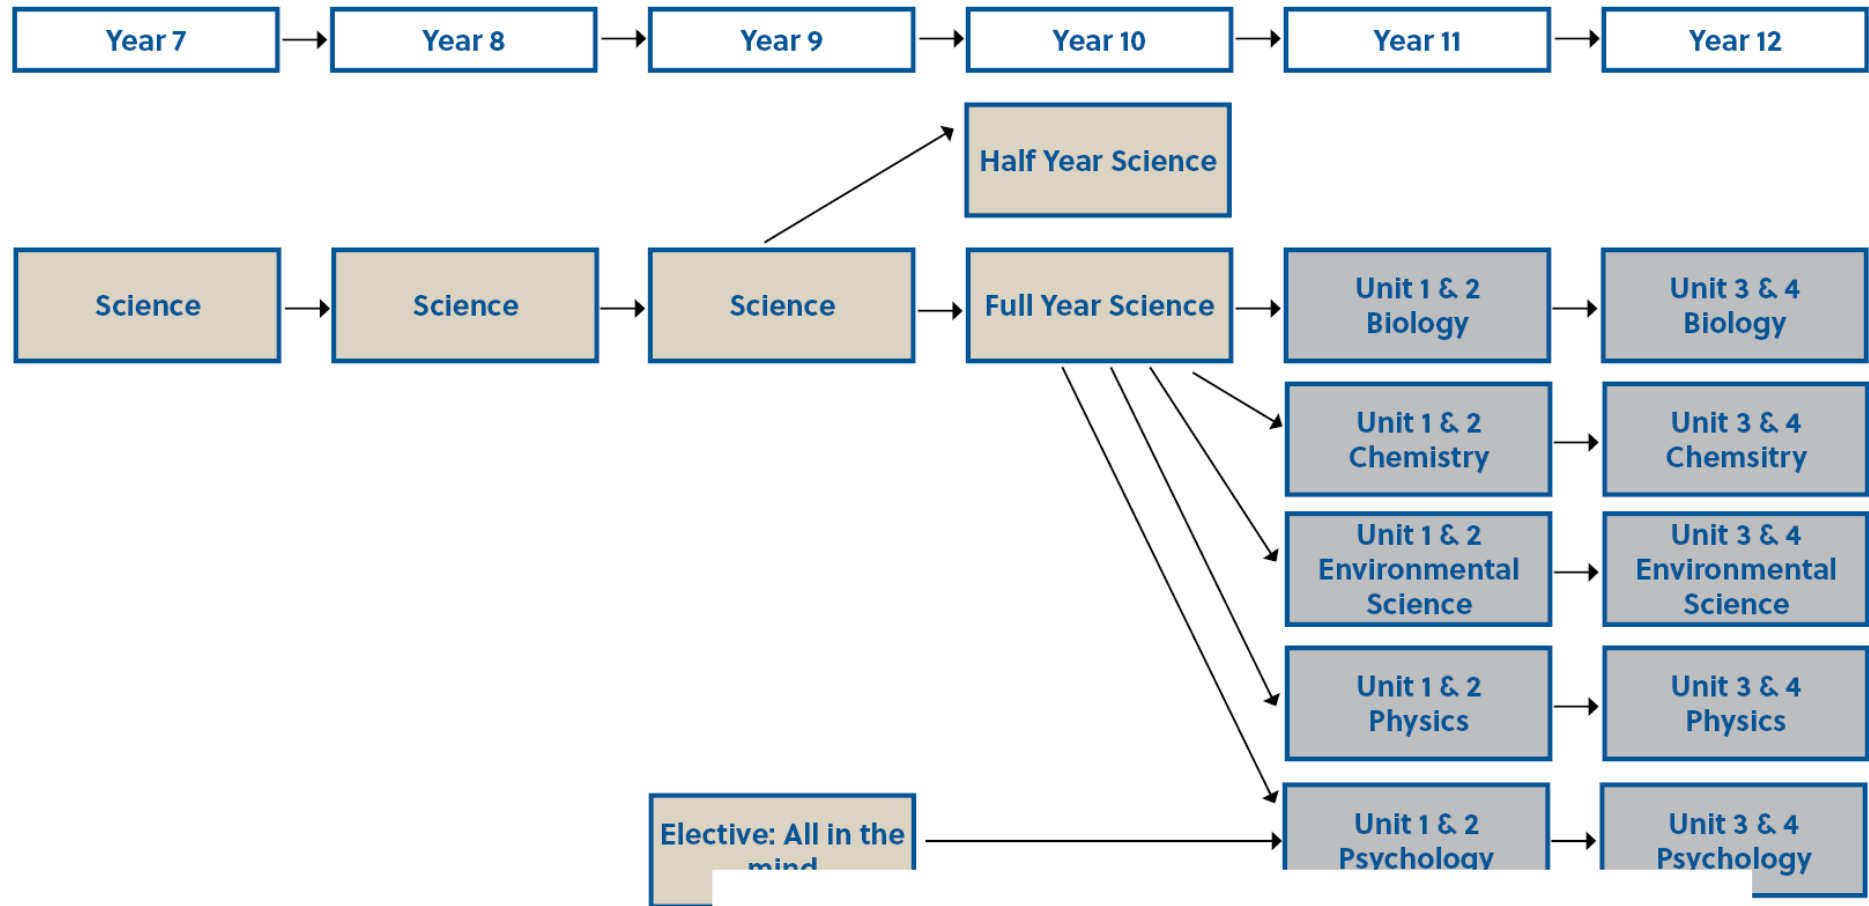 Year 7
Year 8
Year 9
Year 10
Year 11
Year 12
Half Year Science
Science
Science
Science
Full Year Science
Unit 1 & 2
Biology
Unit 3 & 4
Biology
Unit 1 & 2
Chemistry
Unit 3 & 4
Chemsitry
Unit 1 & 2
Environmental
Science
Unit 3 & 4
Environmental
Science
Unit 1 & 2
Physics
Unit 3 & 4
Physics
Elective: All in the
mind
Unit 1 & 2
Psychology
Unit 3 & 4
Psychology